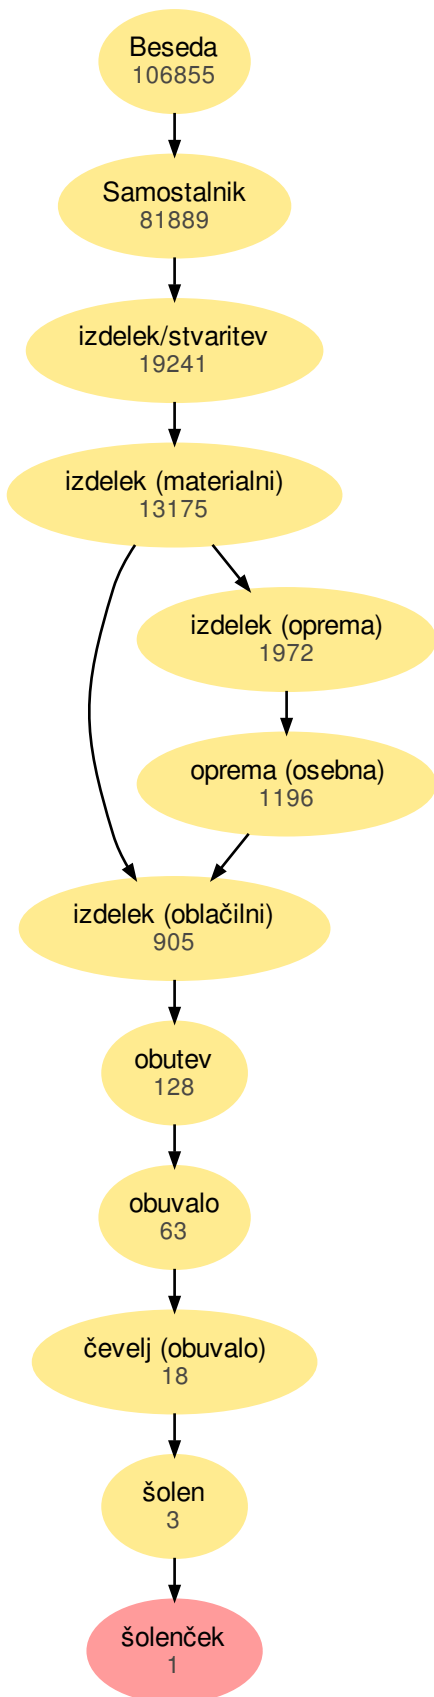 Beseda
106855
Samostalnik
81889
izdelek/stvaritev
19241
izdelek (materialni)
13175
izdelek (oprema)
1972
oprema (osebna)
1196
izdelek (oblačilni)
905
obutev
128
obuvalo
63
čevelj (obuvalo)
18
šolen
3
šolenček
1